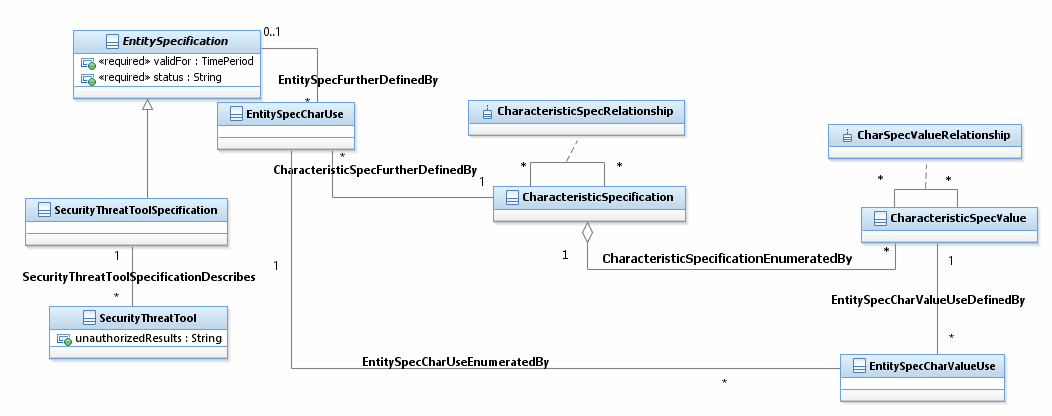 0..1
EntitySpecification
«required» validFor : TimePeriod
«required» status : String
EntitySpecFurtherDefinedBy
*
EntitySpecCharUse
CharacteristicSpecRelationship
CharSpecValueRelationship
*
CharacteristicSpecFurtherDefinedBy
*
*
1
*
*
CharacteristicSpecification
SecurityThreatToolSpecification
CharacteristicSpecValue
1
1
*
CharacteristicSpecificationEnumeratedBy
1
1
SecurityThreatToolSpecificationDescribes
*
EntitySpecCharValueUseDefinedBy
SecurityThreatTool
unauthorizedResults : String
*
EntitySpecCharUseEnumeratedBy
EntitySpecCharValueUse
*